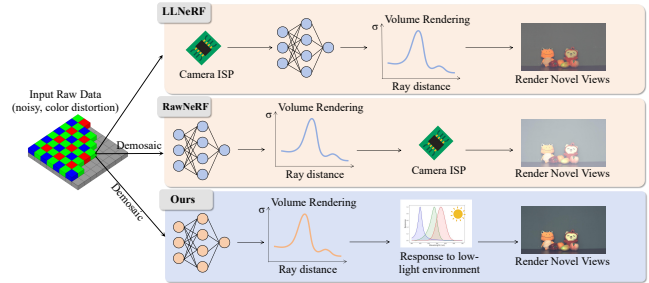 LLNeRF
Camera ISP
σ
Volume Rendering
Ray distance
Render Novel Views
Input Raw Data
(noisy, color distortion)
Demosaic
Demosaic
RawNeRF
σ
Volume Rendering
Ray distance
Camera ISP
Render Novel Views
Ours
σ
Volume Rendering
Ray distance
Response to low-
light environment
Render Novel Views